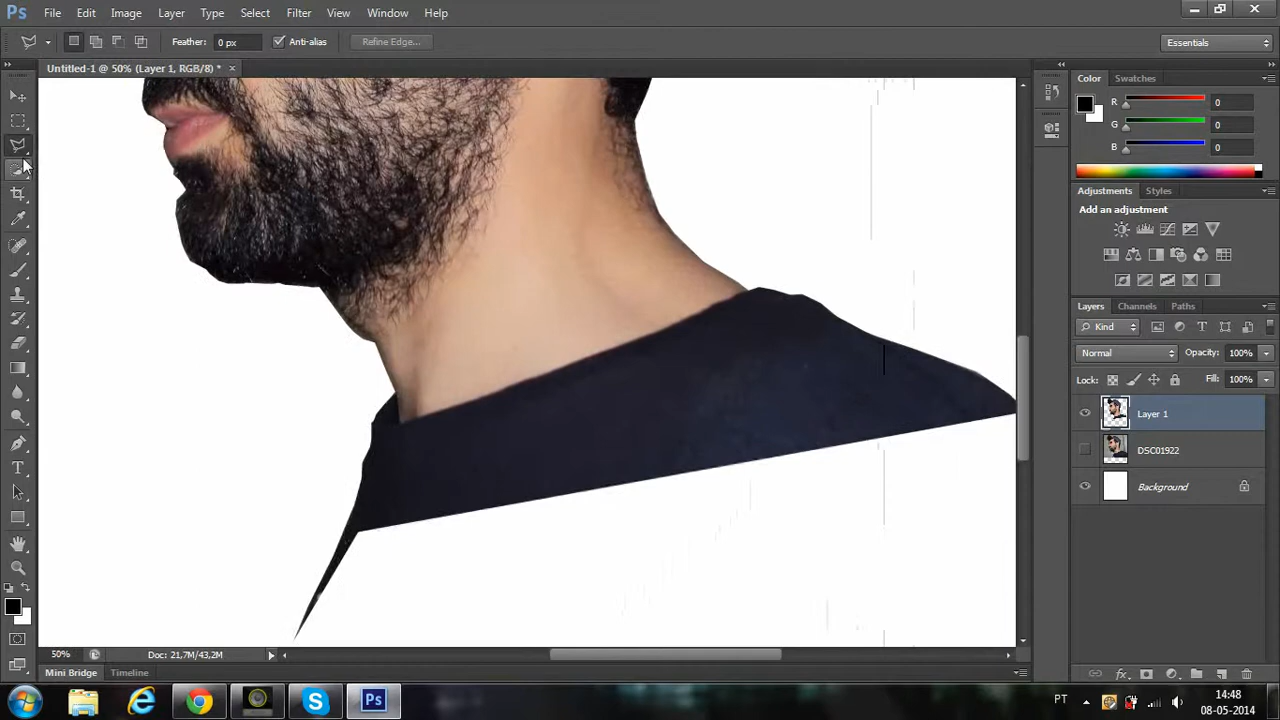 Ps File Edit Image Layer Type Select Filter View Window Help
Feather: 0 px Anti-alias Refine Edge... Essentials
Untitled-1 @ 50% (Layer 1, RGB/8) * ×
Color Swatches
R 0
G 0
B 0
Adjustments Styles
Add an adjustment
Layers Channels Paths
Kind
Normal Opacity: 100%
Lock: Fill: 100%
Layer 1
DSC01922
Background
50% Doc: 21,7M/43,2M
Mini Bridge Timeline
Ps PT 14:48
08-05-2014